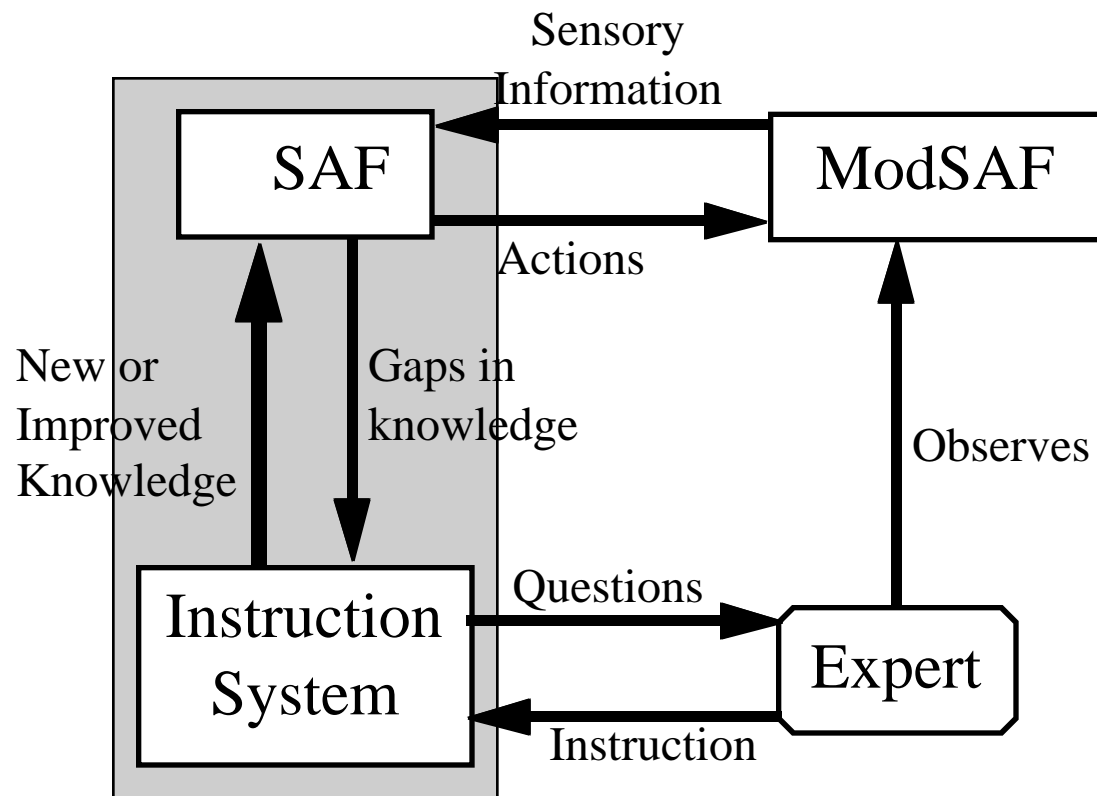 Sensory
Information
SAF
ModSAF
Actions
New or
Improved
Knowledge
Gaps in
knowledge
Observes
Questions
Instruction
System
Expert
Instruction